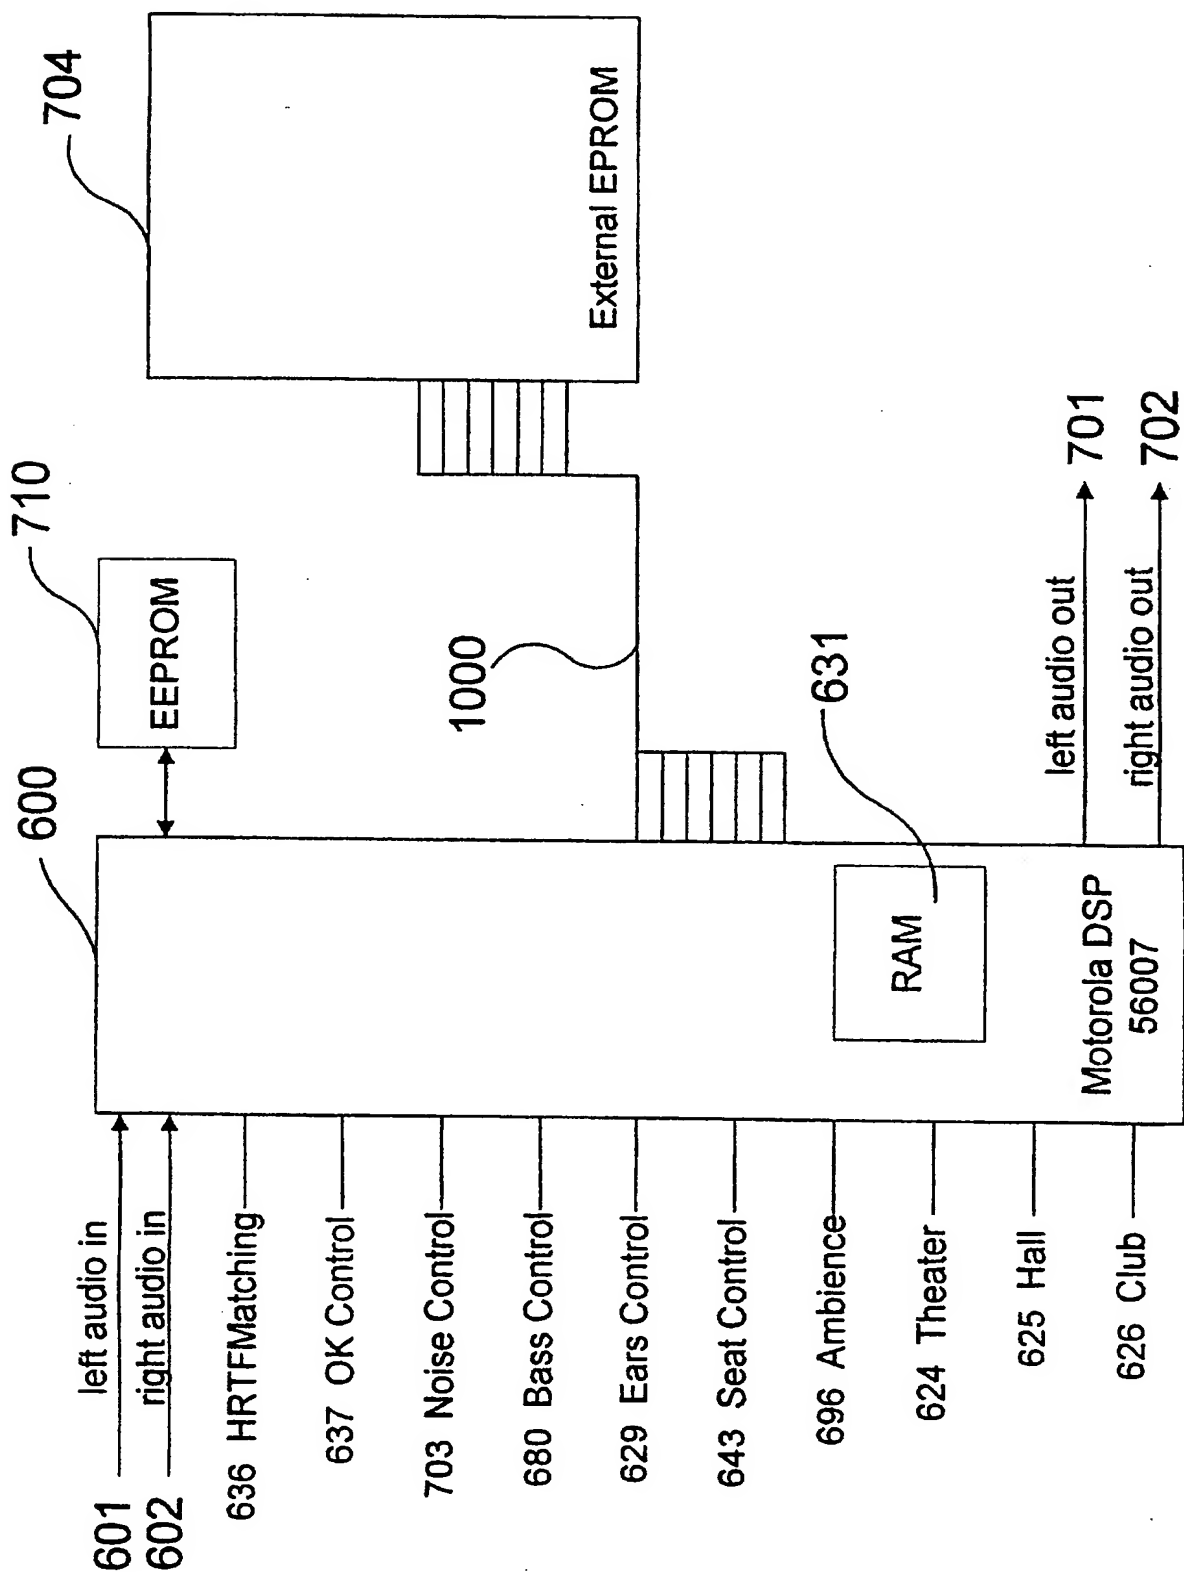 601 left audio in
602 right audio in
636 HRTFMatching
637 OK Control
703 Noise Control
680 Bass Control
629 Ears Control
643 Seat Control
696 Ambience
624 Theater
625 Hall
626 Club
600
RAM
631
Motorola DSP
56007
710
EEPROM
1000
704
External EPROM
left audio out 701
right audio out 702